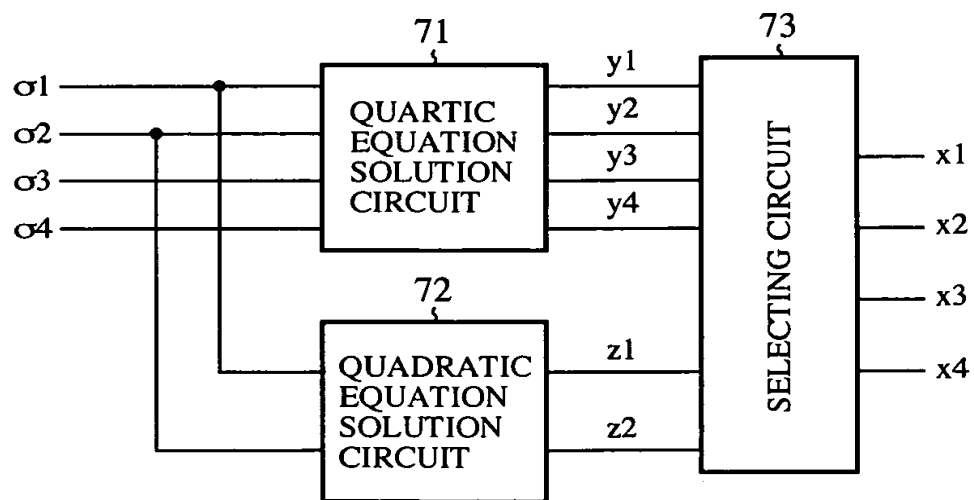 71
73
σ1
σ2
σ3
σ4
QUARTIC
EQUATION
SOLUTION
CIRCUIT
y1
y2
y3
y4
SELECTING CIRCUIT
x1
x2
x3
x4
72
QUADRATIC
EQUATION
SOLUTION
CIRCUIT
z1
z2